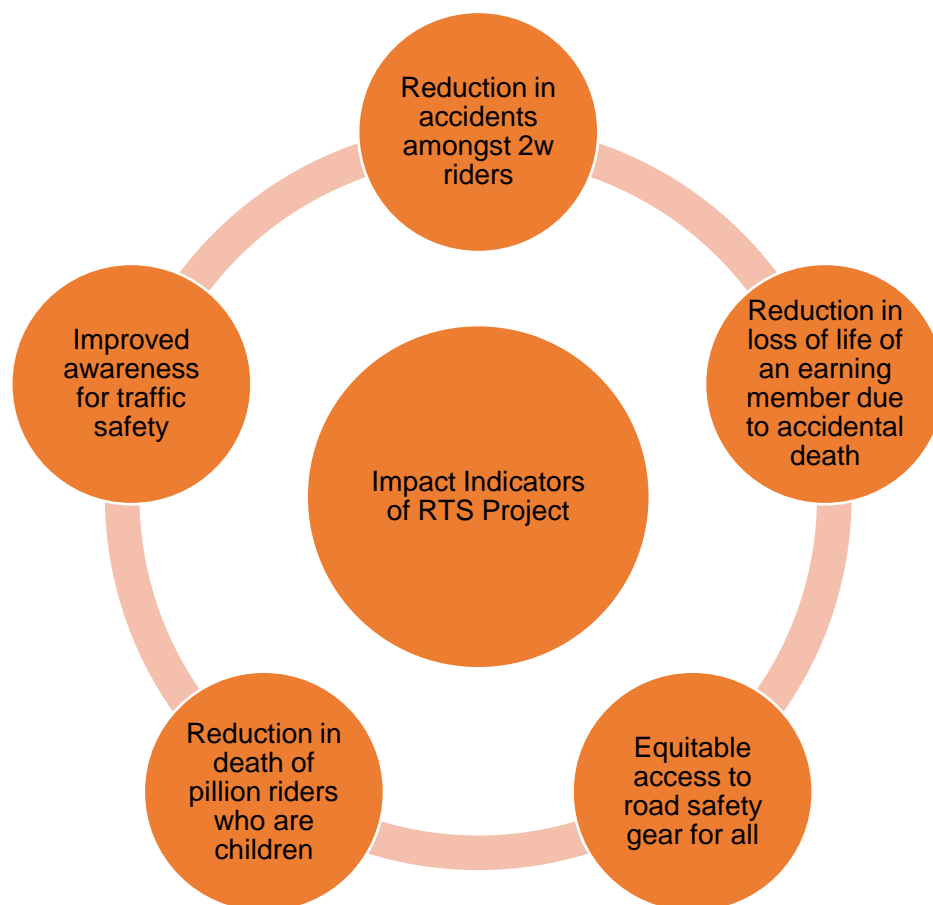 Reduction in
accidents
amongst 2w
riders
Reduction in
loss of life of
an earning
member due
to accidental
death
Equitable
access to
road safety
gear for all
Reduction in
death of
pillion riders
who are
children
Improved
awareness
for traffic
safety
Impact Indicators
of RTS Project